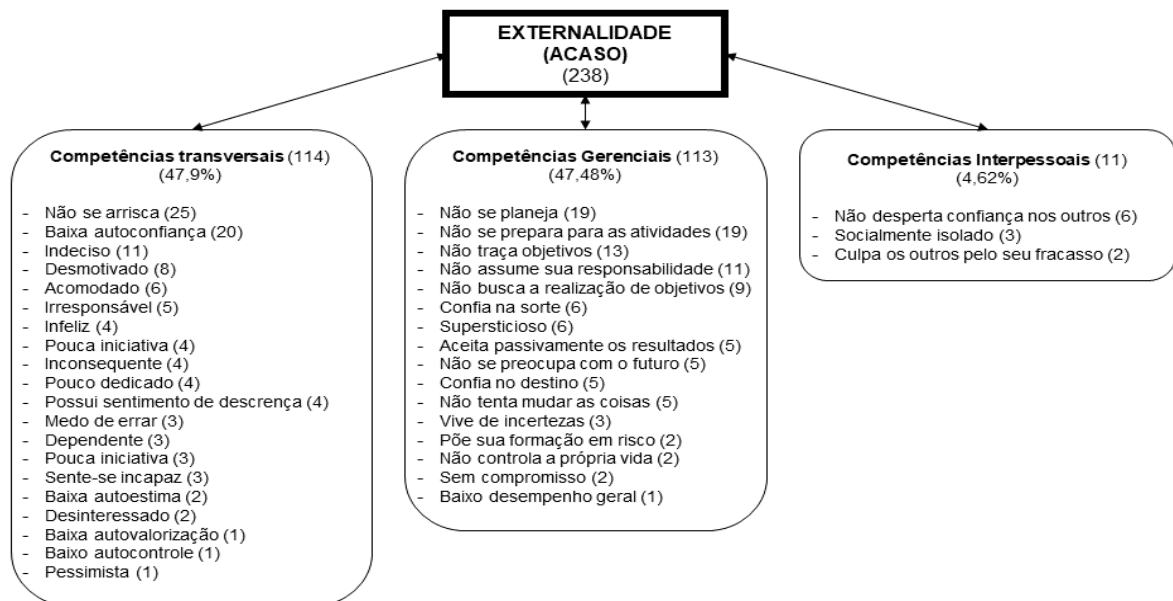 EXTERNALIDADE
(ACASO)
(238)
Competências transversais (114)
(47,9%)
- Não se arrisca (25)
- Baixa autoconfiança (20)
- Indeciso (11)
- Desmotivado (8)
- Acomodado (6)
- Irresponsável (5)
- Infeliz (4)
- Pouca iniciativa (4)
- Inconsequente (4)
- Pouco dedicado (4)
- Possui sentimento de descrença (4)
- Medo de errar (3)
- Dependente (3)
- Pouca iniciativa (3)
- Sente-se incapaz (3)
- Baixa autoestima (2)
- Desinteressado (2)
- Baixa autovalorização (1)
- Baixo autocontrole (1)
- Pessimista (1)
Competências Gerenciais (113)
(47,48%)
- Não se planeja (19)
- Não se prepara para as atividades (19)
- Não traça objetivos (13)
- Não assume sua responsabilidade (11)
- Não busca a realização de objetivos (9)
- Confia na sorte (6)
- Supersticioso (6)
- Aceita passivamente os resultados (5)
- Não se preocupa com o futuro (5)
- Confia no destino (5)
- Não tenta mudar as coisas (5)
- Vive de incertezas (3)
- Põe sua formação em risco (2)
- Não controla a própria vida (2)
- Sem compromisso (2)
- Baixo desempenho geral (1)
Competências Interpessoais (11)
(4,62%)
- Não desperta confiança nos outros (6)
- Socialmente isolado (3)
- Culpa os outros pelo seu fracasso (2)